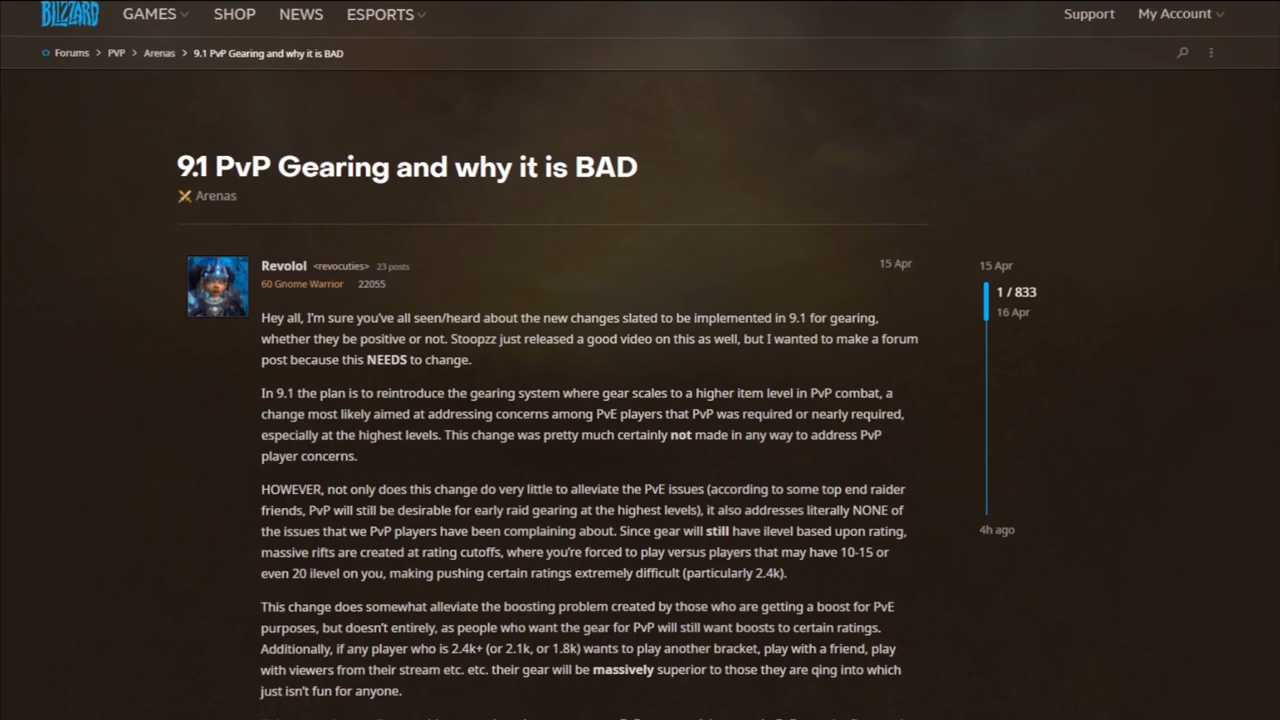 BLIZZARD GAMES SHOP NEWS ESPORTS Support My Account
Forums > PVP > Arenas > 9.1 PvP Gearing and why it is BAD
9.1 PvP Gearing and why it is BAD
Arenas
Revolol <revocuties> 23 posts 15 Apr
60 Gnome Warrior 22055
Hey all, I'm sure you've all seen/heard about the new changes slated to be implemented in 9.1 for gearing,
whether they be positive or not. Stoopzz just released a good video on this as well, but I wanted to make a forum
post because this NEEDS to change.
In 9.1 the plan is to reintroduce the gearing system where gear scales to a higher item level in PvP combat, a
change most likely aimed at addressing concerns among PvE players that PvP was required or nearly required,
especially at the highest levels. This change was pretty much certainly not made in any way to address PvP
player concerns.
HOWEVER, not only does this change do very little to alleviate the PvE issues (according to some top end raider
friends, PvP will still be desirable for early raid gearing at the highest levels), it also addresses literally NONE of
the issues that we PvP players have been complaining about. Since gear will still have ilevel based upon rating,
massive rifts are created at rating cutoffs, where you're forced to play versus players that may have 10-15 or
even 20 ilevel on you, making pushing certain ratings extremely difficult (particularly 2.4k).
This change does somewhat alleviate the boosting problem created by those who are getting a boost for PvE
purposes, but doesn't entirely, as people who want the gear for PvP will still want boosts to certain ratings.
Additionally, if any player who is 2.4k+ (or 2.1k, or 1.8k) wants to play another bracket, play with a friend, play
with viewers from their stream etc. etc. their gear will be massively superior to those they are qing into which
just isn't fun for anyone.
15 Apr
1 / 833
16 Apr
4h ago